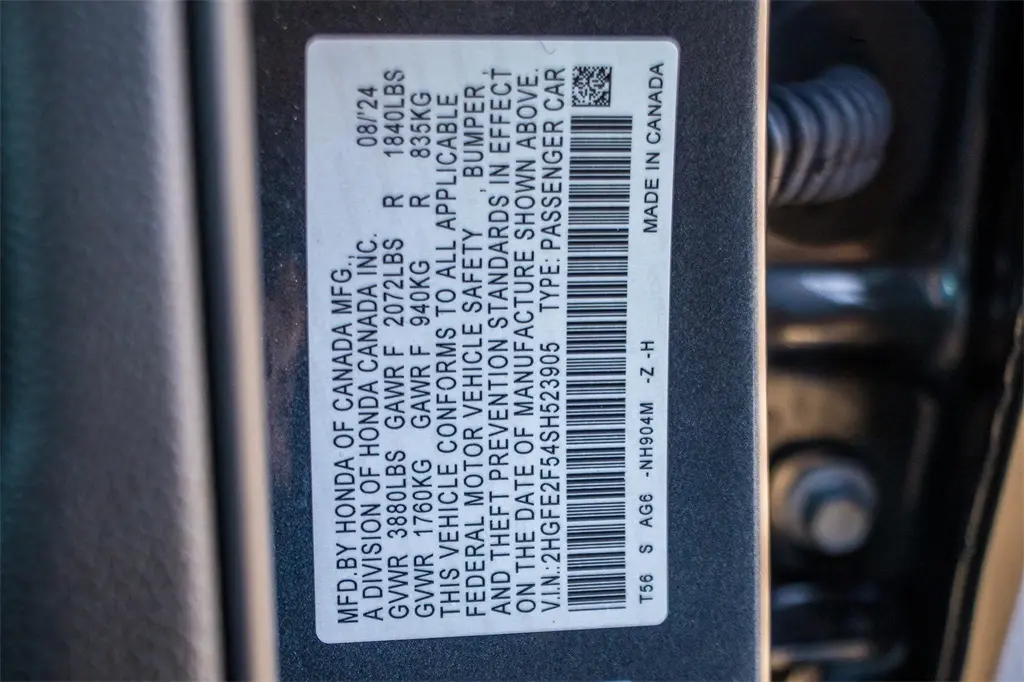 MFD.BY HONDA OF CANADA MFG., 08/'24
A DIVISION OF HONDA CANADA INC.
GVWR 3880LBS GAWR F 2072LBS R 1840LBS
GVWR 1760KG GAWR F 940KG R 835KG
THIS VEHICLE CONFORMS TO ALL APPLICABLE
FEDERAL MOTOR VEHICLE SAFETY, BUMPER,
AND THEFT PREVENTION STANDARDS IN EFFECT
ON THE DATE OF MANUFACTURE SHOWN ABOVE.
V.I.N.:2HGFE2F54SH523905 TYPE: PASSENGER CAR
T56 S AG6 -NH904M -Z -H MADE IN CANADA